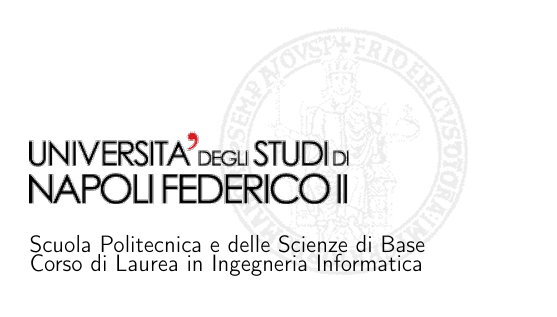 UNIVERSITA' DEGLI STUDI DI
NAPOLI FEDERICO II
Scuola Politecnica e delle Scienze di Base
Corso di Laurea in Ingegneria Informatica